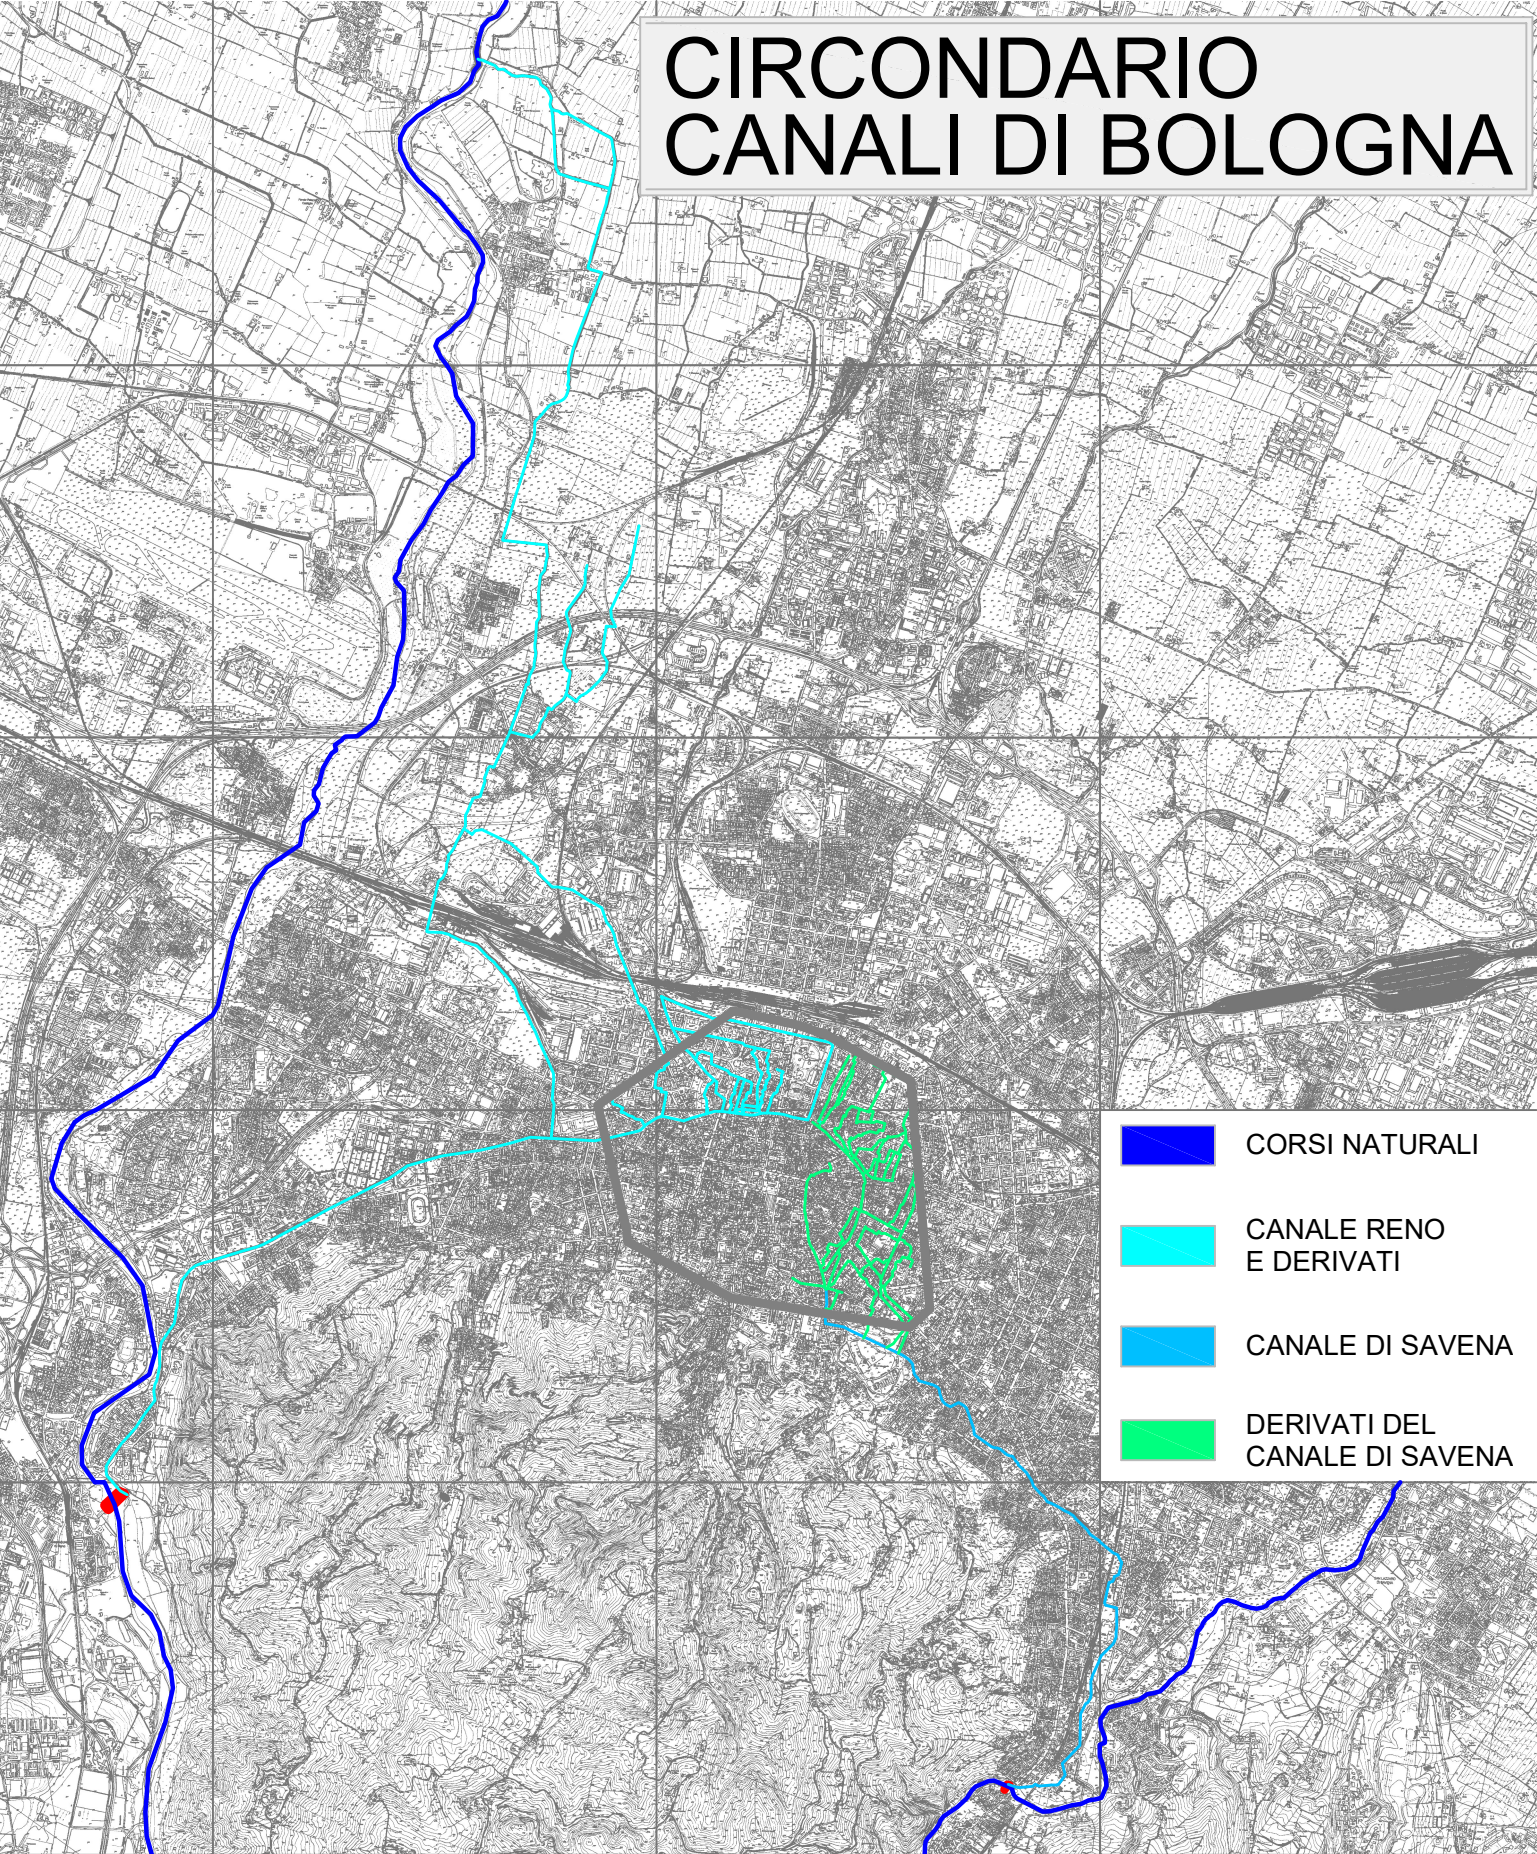 CIRCONDARIO
CANALI DI BOLOGNA
CORSI NATURALI
CANALE RENO
E DERIVATI
CANALE DI SAVENA
DERIVATI DEL
CANALE DI SAVENA